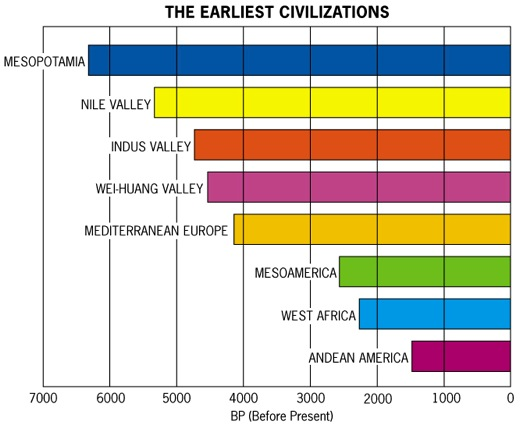 THE EARLIEST CIVILIZATIONS
MESOPOTAMIA
NILE VALLEY
INDUS VALLEY
WEI-HUANG VALLEY
MEDITERRANEAN EUROPE
MESOAMERICA
WEST AFRICA
ANDEAN AMERICA
7000 6000 5000 4000 3000 2000 1000 0
BP (Before Present)